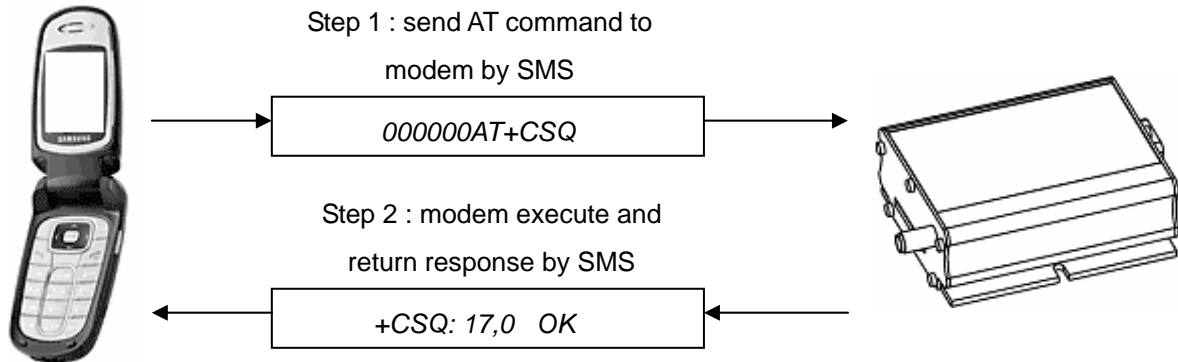 Step 1 : send AT command to
modem by SMS
000000AT+CSQ
SAMSUNG
Step 2 : modem execute and
return response by SMS
+CSQ: 17,0 OK